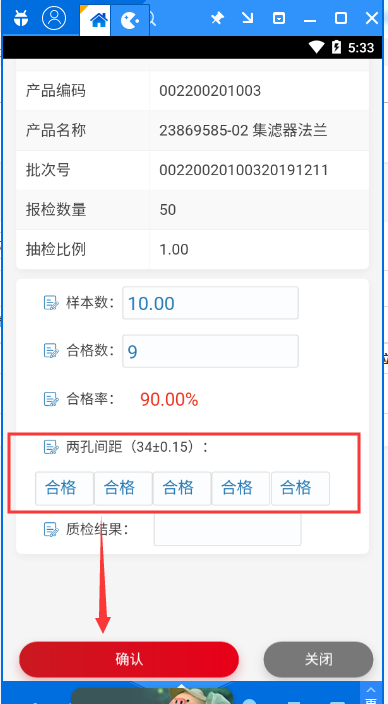 5:33
产品编码 002200201003
产品名称 23869585-02 集滤器法兰
批次号 00220020100320191211
报检数量 50
抽检比例 1.00
样本数： 10.00
合格数： 9
合格率： 90.00%
两孔间距（34±0.15）：
合格 合格 合格 合格 合格
质检结果：
确认 关闭